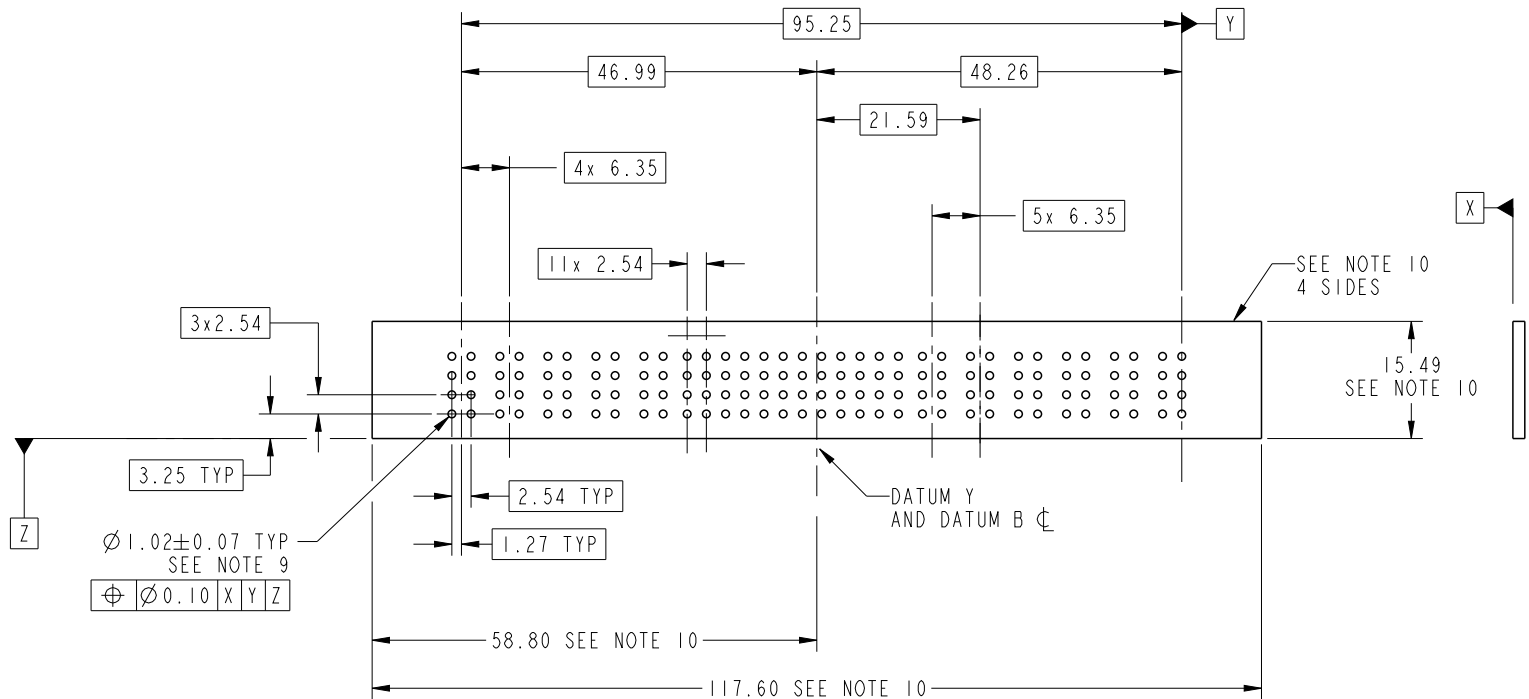 95.25
Y
46.99
48.26
21.59
4x 6.35
5x 6.35
X
11x 2.54
SEE NOTE 10
4 SIDES
3x2.54
15.49
SEE NOTE 10
3.25 TYP
2.54 TYP
DATUM Y
AND DATUM B ℄
Z
Ø1.02±0.07 TYP
SEE NOTE 9
1.27 TYP
⌖ Ø0.10 X Y Z
58.80 SEE NOTE 10
117.60 SEE NOTE 10